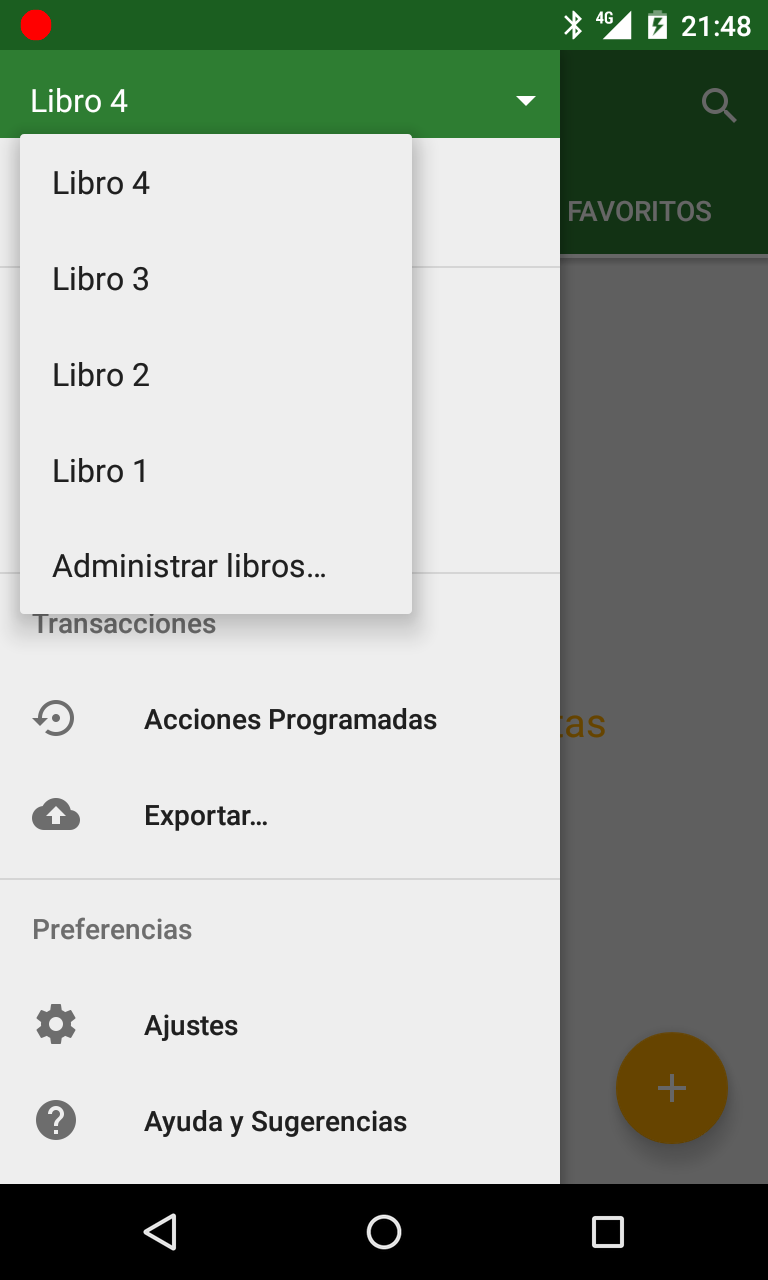 4G 21:48
Libro 4
Libro 4
FAVORITOS
Libro 3
Libro 2
Libro 1
Administrar libros…
Transacciones
Acciones Programadas
tas
Exportar…
Preferencias
Ajustes
Ayuda y Sugerencias